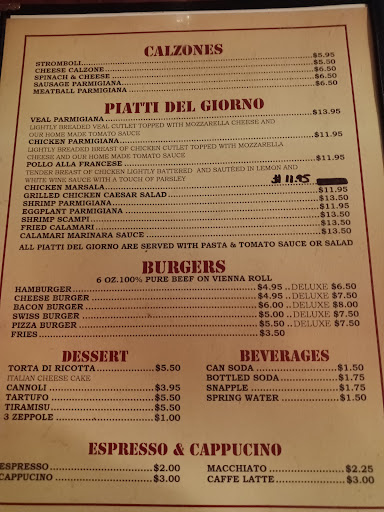 CALZONES
STROMBOLI $5.95
CHEESE CALZONE $5.50
SPINACH & CHEESE $6.50
SAUSAGE PARMIGIANA $6.50
MEATBALL PARMIGIANA $6.50
PIATTI DEL GIORNO
VEAL PARMIGIANA $13.95
LIGHTLY BREADED VEAL CUTLET TOPPED WITH MOZZARELLA CHEESE AND
OUR HOME MADE TOMATO SAUCE
CHICKEN PARMIGIANA $11.95
LIGHTLY BREADED BREAST OF CHICKEN CUTLET TOPPED WITH MOZZARELLA
CHEESE AND OUR HOME MADE TOMATO SAUCE
POLLO ALLA FRANCESE $11.95
TENDER BREAST OF CHICKEN LIGHTLY BATTERED AND SAUTEED IN LEMON AND
WHITE WINE SAUCE WITH A TOUCH OF PARSLEY
CHICKEN MARSALA $11.95
GRILLED CHICKEN CAESAR SALAD $11.95
SHRIMP PARMIGIANA $13.50
EGGPLANT PARMIGIANA $11.95
SHRIMP SCAMPI $13.50
FRIED CALAMARI $13.50
CALAMARI MARINARA SAUCE $13.50
ALL PIATTI DEL GIORNO ARE SERVED WITH PASTA & TOMATO SAUCE OR SALAD
BURGERS
6 OZ.100% PURE BEEF ON VIENNA ROLL
HAMBURGER $4.95 ..DELUXE $6.50
CHEESE BURGER $4.95 ..DELUXE $7.50
BACON BURGER $6.00 ..DELUXE $8.00
SWISS BURGER $5.00 ..DELUXE $7.50
PIZZA BURGER $5.50 ..DELUXE $7.50
FRIES $3.50
DESSERT
TORTA DI RICOTTA $5.50
ITALIAN CHEESE CAKE
CANNOLI $3.95
TARTUFO $5.50
TIRAMISU $5.50
3 ZEPPOLE $1.00
BEVERAGES
CAN SODA $1.50
BOTTLED SODA $1.75
SNAPPLE $1.75
SPRING WATER $1.50
ESPRESSO & CAPPUCINO
ESPRESSO $2.00
CAPPUCINO $3.00
MACCHIATO $2.25
CAFFE LATTE $3.00